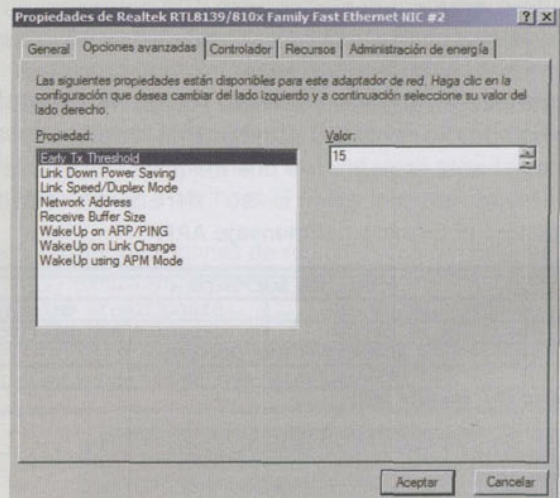 Propiedades de Realtek RTL8139/810x Family Fast Ethernet NIC #2
General Opciones avanzadas Controlador Recursos Administración de energía
Las siguientes propiedades están disponibles para este adaptador de red. Haga clic en la
configuración que desea cambiar del lado izquierdo y a continuación seleccione su valor del
lado derecho.
Propiedad:
Valor:
Early Tx Threshold
15
Link Down Power Saving
Link Speed/Duplex Mode
Network Address
Receive Buffer Size
WakeUp on ARP/PING
WakeUp on Link Change
WakeUp using APM Mode
Aceptar Cancelar